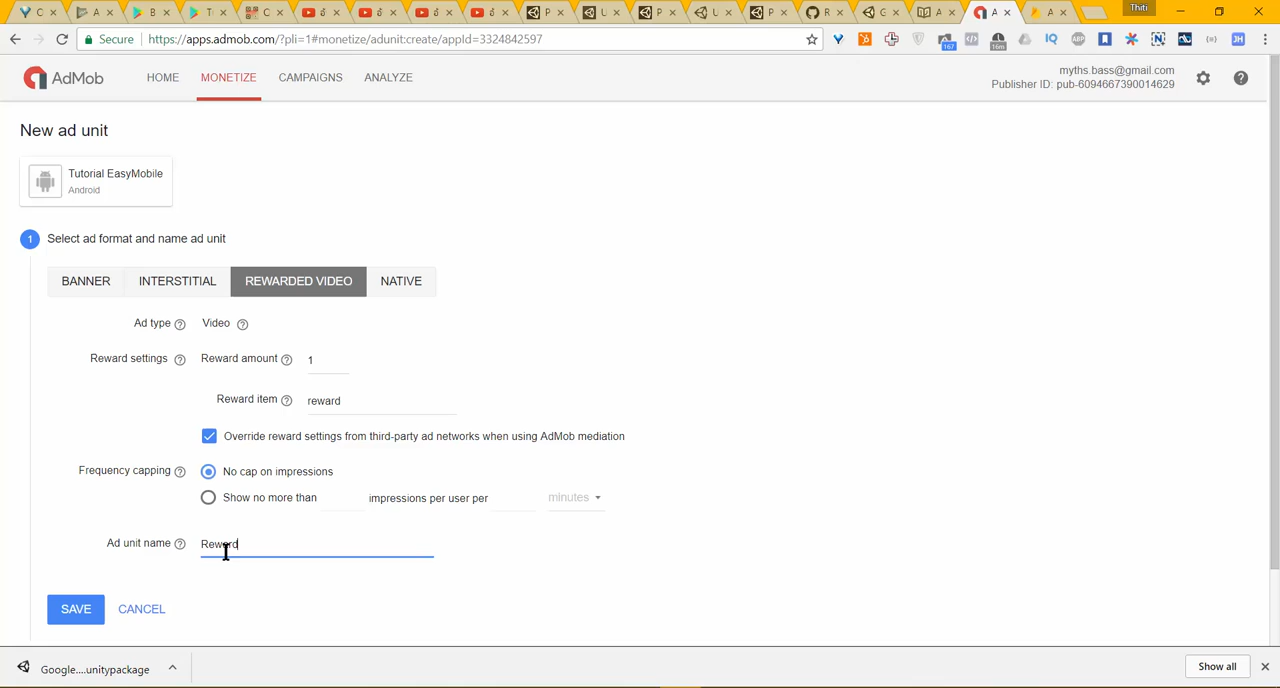 Thiti
Secure https://apps.admob.com/?pli=1#monetize/adunit:create/appId=3324842597
AdMob HOME MONETIZE CAMPAIGNS ANALYZE
myths.bass@gmail.com
Publisher ID: pub-6094667390014629
New ad unit
Tutorial EasyMobile
Android
1 Select ad format and name ad unit
BANNER INTERSTITIAL REWARDED VIDEO NATIVE
Ad type ? Video ?
Reward settings ? Reward amount ? 1
Reward item ? reward
Override reward settings from third-party ad networks when using AdMob mediation
Frequency capping ? No cap on impressions
Show no more than impressions per user per minutes
Ad unit name ? Reward
SAVE CANCEL
Google....unitypackage Show all